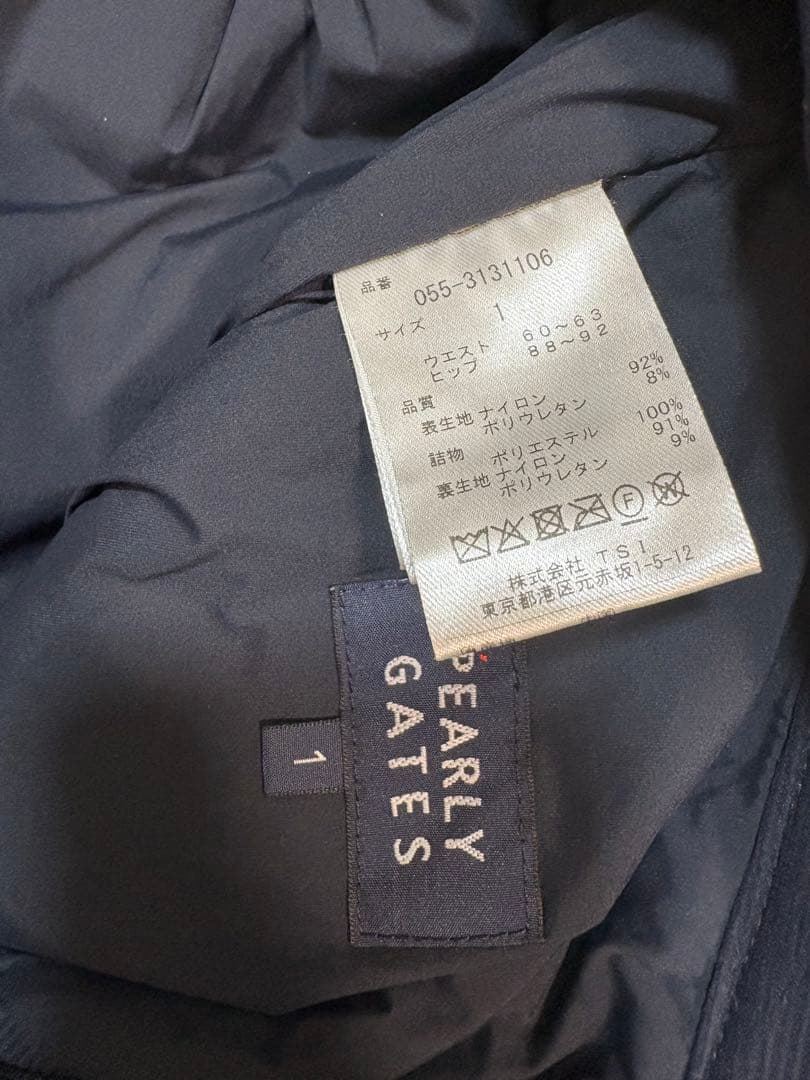 品番 055-3131106
サイズ 1
ウエスト 60～63
ヒップ 88～92
品質
表生地 ナイロン 92%
ポリウレタン 8%
詰物 ポリエステル 100%
裏生地 ナイロン 91%
ポリウレタン 9%
F W
株式会社 TSI
東京都港区元赤坂1-5-12
PEARLY
GATES
1